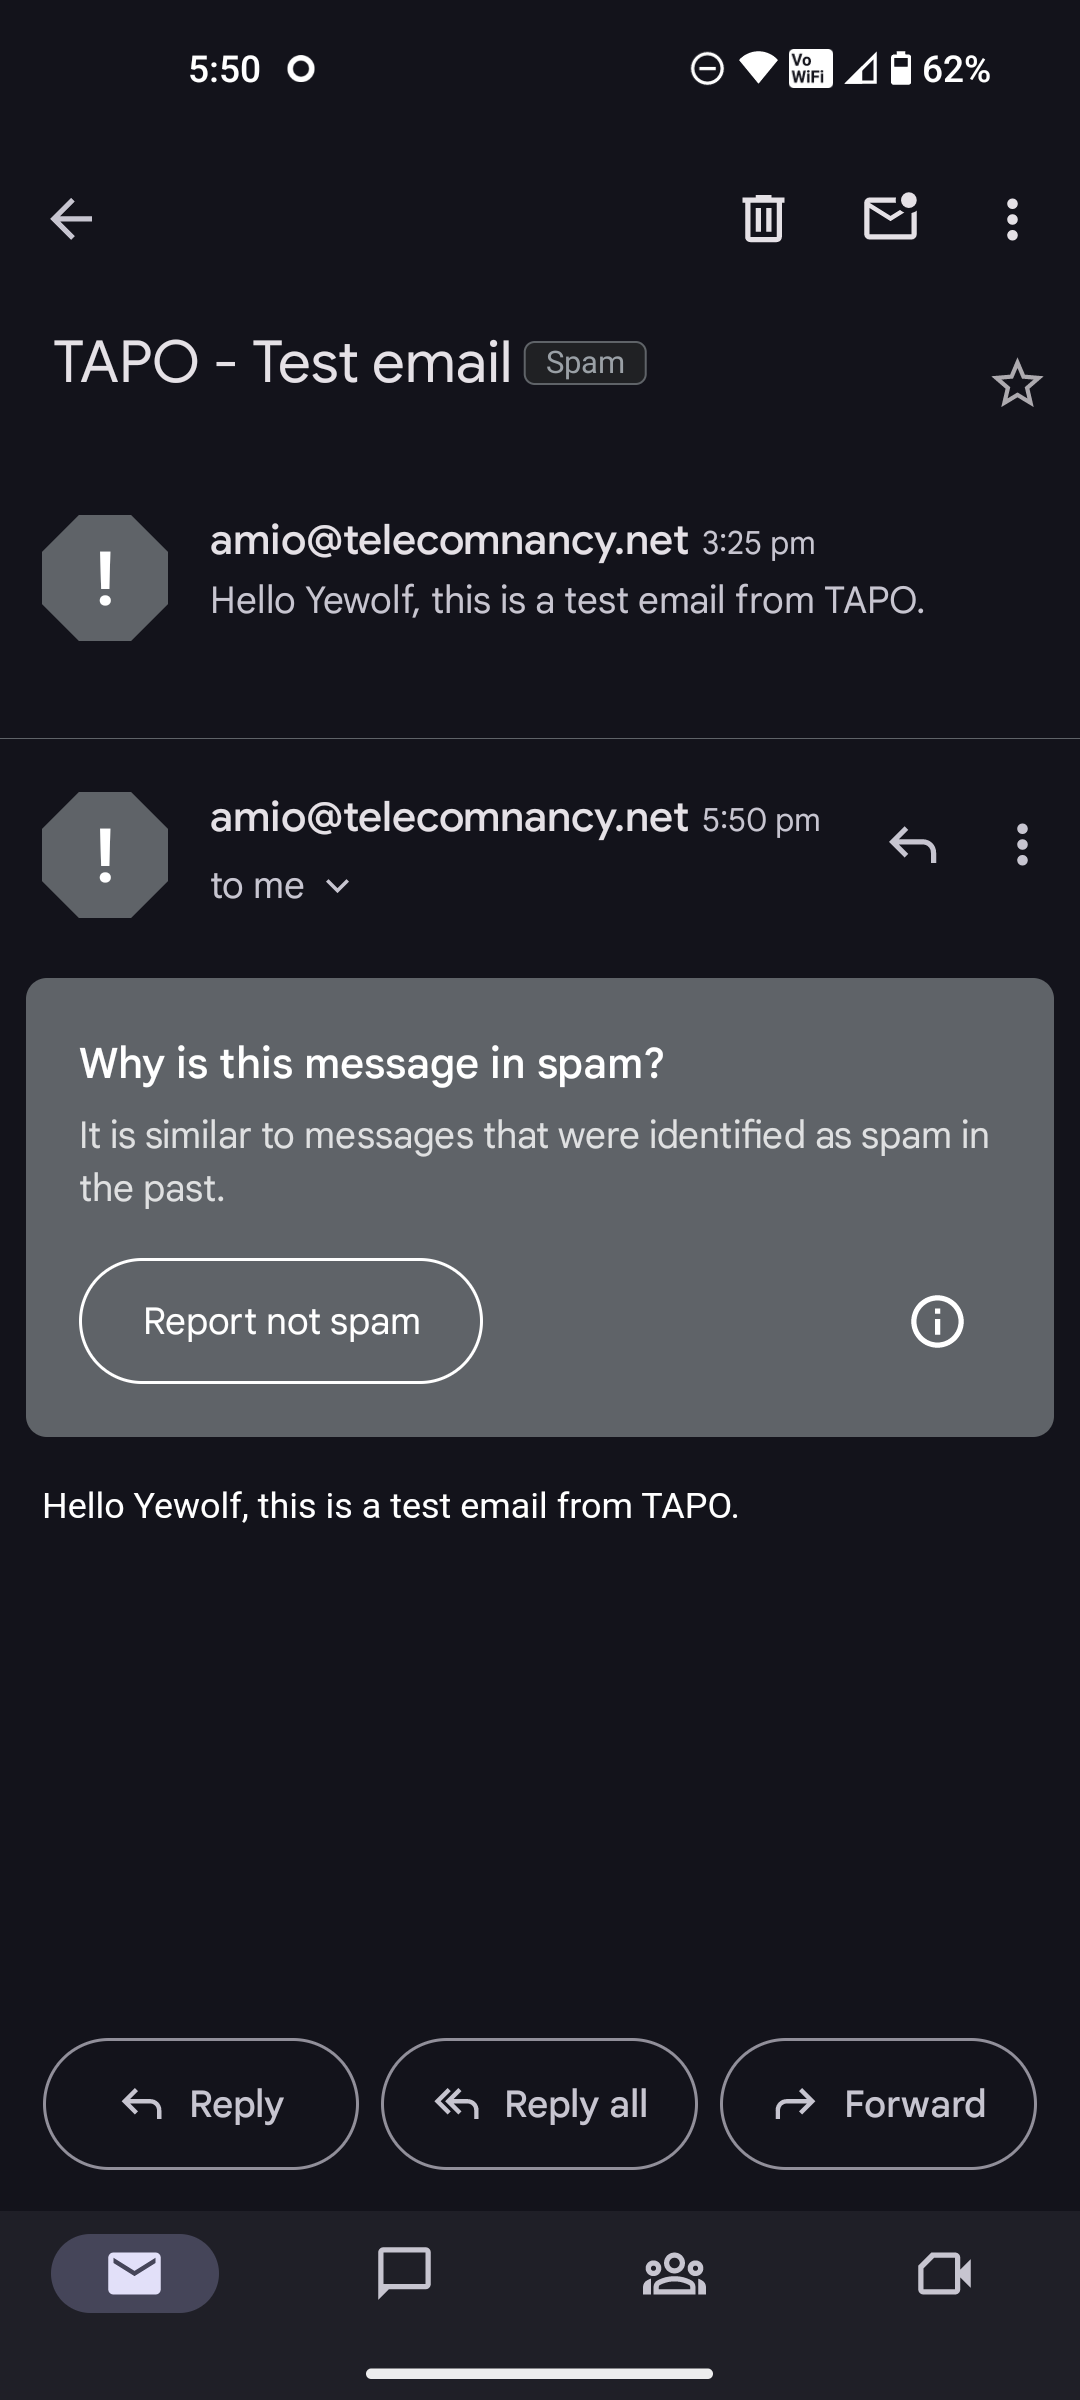 5:50
Vo WiFi
62%
TAPO - Test email Spam
amio@telecomnancy.net 3:25 pm
Hello Yewolf, this is a test email from TAPO.
amio@telecomnancy.net 5:50 pm
to me
Why is this message in spam?
It is similar to messages that were identified as spam in
the past.
Report not spam
Hello Yewolf, this is a test email from TAPO.
Reply
Reply all
Forward